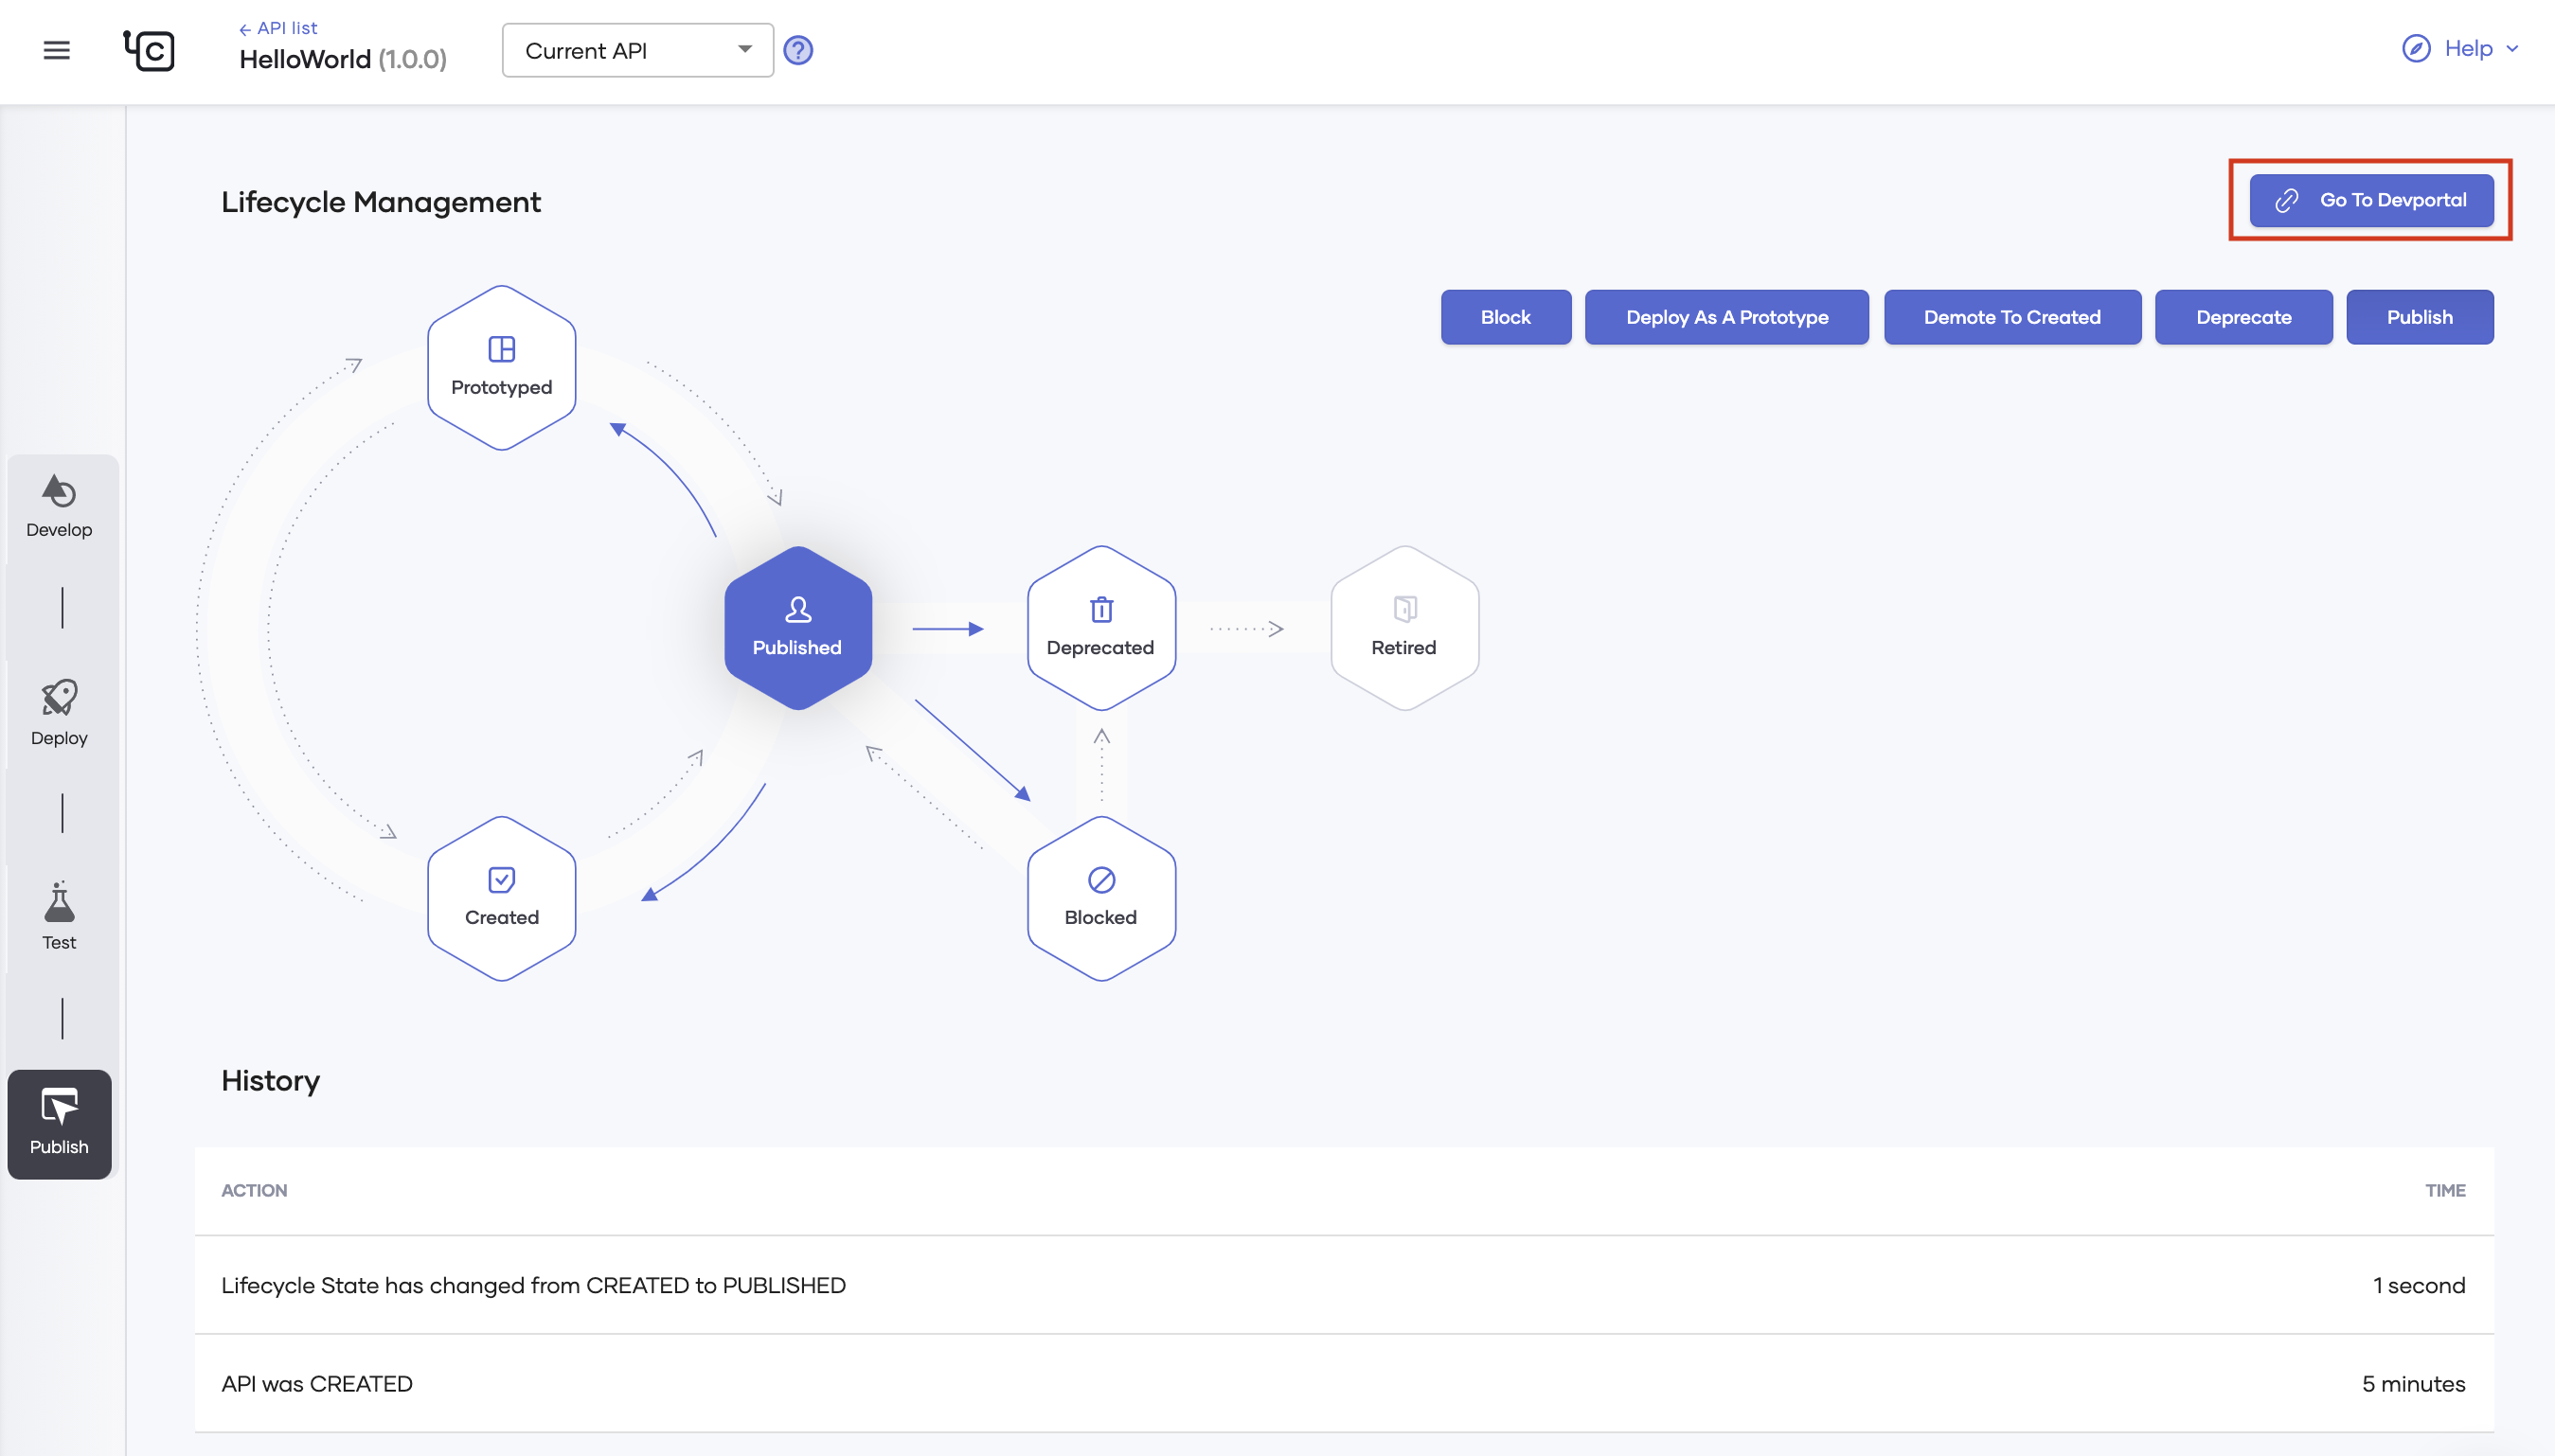 ← API list
HelloWorld (1.0.0)
Current API
?
Help
Lifecycle Management
Go To Devportal
Block
Deploy As A Prototype
Demote To Created
Deprecate
Publish
Prototyped
Published
Deprecated
Retired
Created
Blocked
Develop
Deploy
Test
Publish
History
ACTION
TIME
Lifecycle State has changed from CREATED to PUBLISHED
1 second
API was CREATED
5 minutes